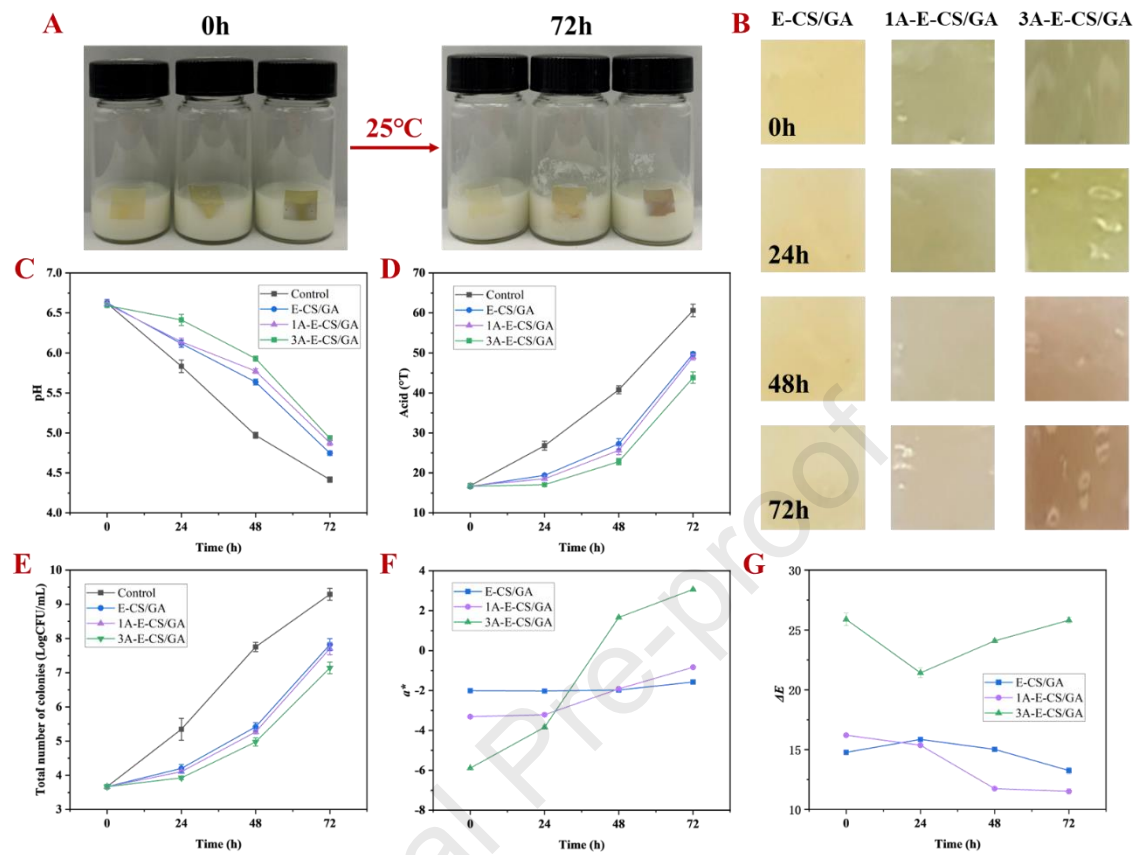 A
0h
72h
25°C
B
E-CS/GA
1A-E-CS/GA
3A-E-CS/GA
0h
24h
48h
72h
C
7.0
6.5
6.0
5.5
5.0
4.5
4.0
pH
Control
E-CS/GA
1A-E-CS/GA
3A-E-CS/GA
0
24
48
72
Time (h)
D
70
60
50
40
30
20
10
Acid (°T)
Control
E-CS/GA
1A-E-CS/GA
3A-E-CS/GA
0
24
48
72
Time (h)
E
10
9
8
7
6
5
4
3
Total number of colonies (LogCFU/mL)
Control
E-CS/GA
1A-E-CS/GA
3A-E-CS/GA
0
24
48
72
Time (h)
F
4
2
0
-2
-4
-6
-8
a*
E-CS/GA
1A-E-CS/GA
3A-E-CS/GA
0
24
48
72
Time (h)
G
30
25
20
15
10
ΔE
E-CS/GA
1A-E-CS/GA
3A-E-CS/GA
0
24
48
72
Time (h)
al Pre-proof